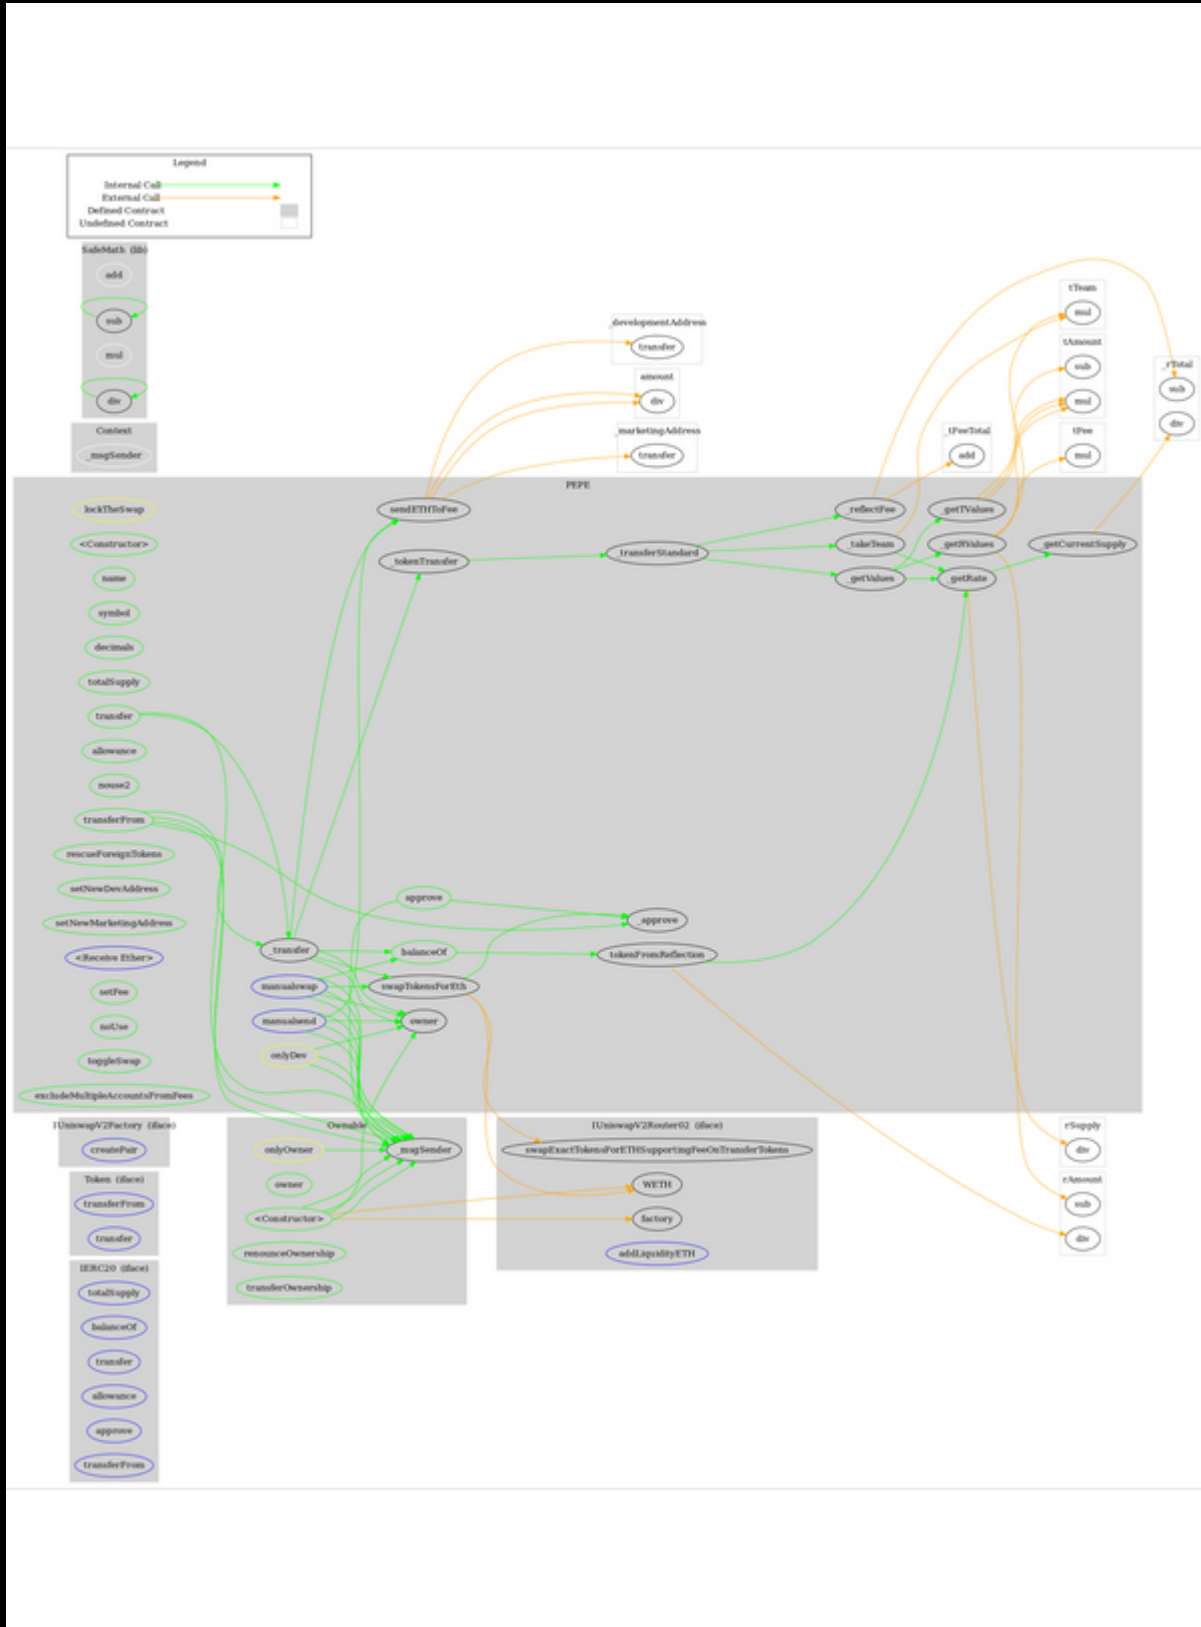 Legend
Internal Call
External Call
Defined Contract
Undefined Contract
SafeMath (lib)
add
sub
mul
div
Context
_msgSender
_developmentAddress
transfer
amount
div
_marketingAddress
transfer
_tFeeTotal
add
tTeam
mul
tAmount
sub
mul
tFee
mul
_rTotal
sub
div
PEPE
lockTheSwap
<Constructor>
name
symbol
decimals
totalSupply
transfer
allowance
nouse2
transferFrom
rescueForeignTokens
setNewDevAddress
setNewMarketingAddress
<Receive Ether>
setFee
noUse
toggleSwap
excludeMultipleAccountsFromFees
_transfer
manualswap
manualsend
onlyDev
sendETHToFee
_tokenTransfer
approve
balanceOf
swapTokensForEth
owner
_transferStandard
_approve
tokenFromReflection
_reflectFee
_takeTeam
_getValues
_getTValues
_getRValues
_getRate
_getCurrentSupply
IUniswapV2Factory (iface)
createPair
Token (iface)
transferFrom
transfer
IERC20 (iface)
totalSupply
balanceOf
transfer
allowance
approve
transferFrom
Ownable
onlyOwner
owner
<Constructor>
renounceOwnership
transferOwnership
_msgSender
IUniswapV2Router02 (iface)
swapExactTokensForETHSupportingFeeOnTransferTokens
WETH
factory
addLiquidityETH
rSupply
div
rAmount
sub
div